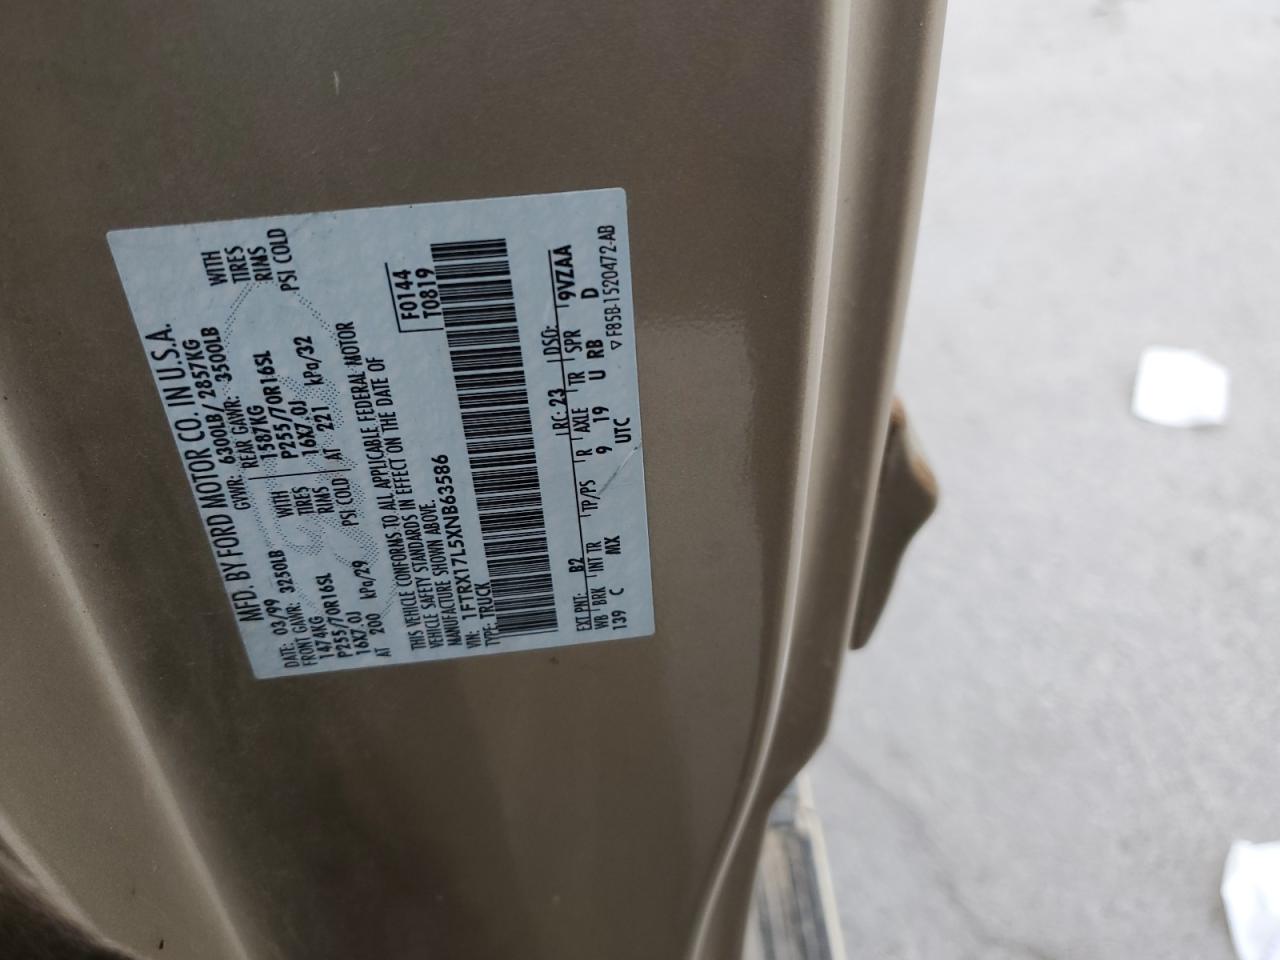 MFD. BY FORD MOTOR CO. IN U.S.A.
DATE: 03/99 GVWR: 6300LB/ 2857KG
FRONT GAWR: 3250LB REAR GAWR: 3500LB
1474KG WITH 1587KG WITH
P255/70R16SL TIRES P255/70R16SL TIRES
16X7.0J RIMS 16X7.0J RIMS
AT 200 kPa/29 PSI COLD AT 221 kPa/32 PSI COLD
THIS VEHICLE CONFORMS TO ALL APPLICABLE FEDERAL MOTOR
VEHICLE SAFETY STANDARDS IN EFFECT ON THE DATE OF
MANUFACTURE SHOWN ABOVE.
F0144
VIN: 1FTRX17L5XNB63586 T0819
TYPE: TRUCK
EXT PNT: B2 RC: 23 DSO: 9VZAA
WB BRK INT TR TP/PS R AXLE TR SPR
139 C MX 9 19 U RB D
UTC ▽F85B-1520472-AB